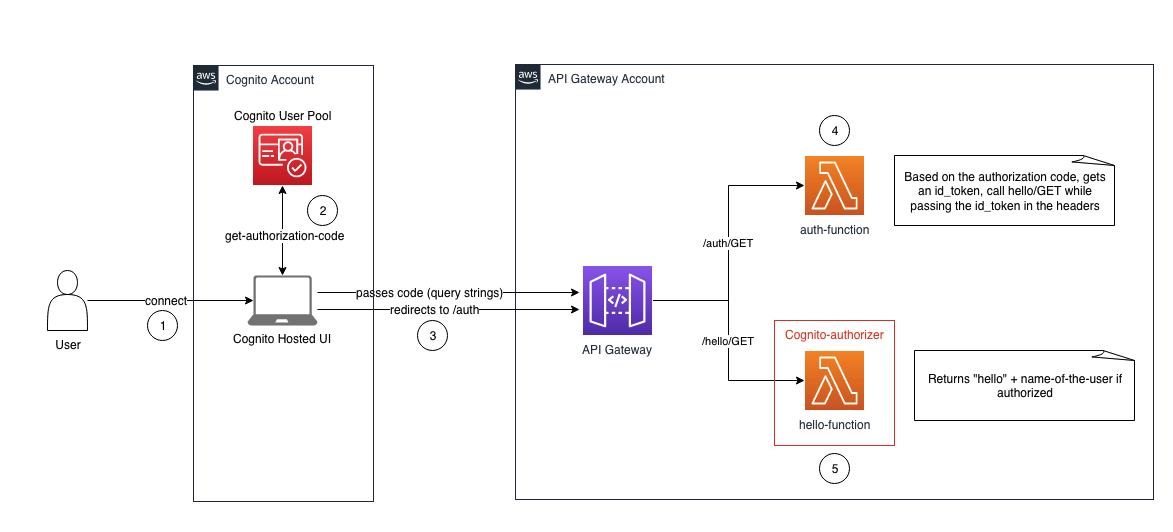 aws
Cognito Account
Cognito User Pool
2
get-authorization-code
connect
1
User
Cognito Hosted UI
passes code (query strings)
redirects to /auth
3
aws
API Gateway Account
API Gateway
/auth/GET
/hello/GET
4
auth-function
Based on the authorization code, gets
an id_token, call hello/GET while
passing the id_token in the headers
Cognito-authorizer
hello-function
5
Returns "hello" + name-of-the-user if
authorized